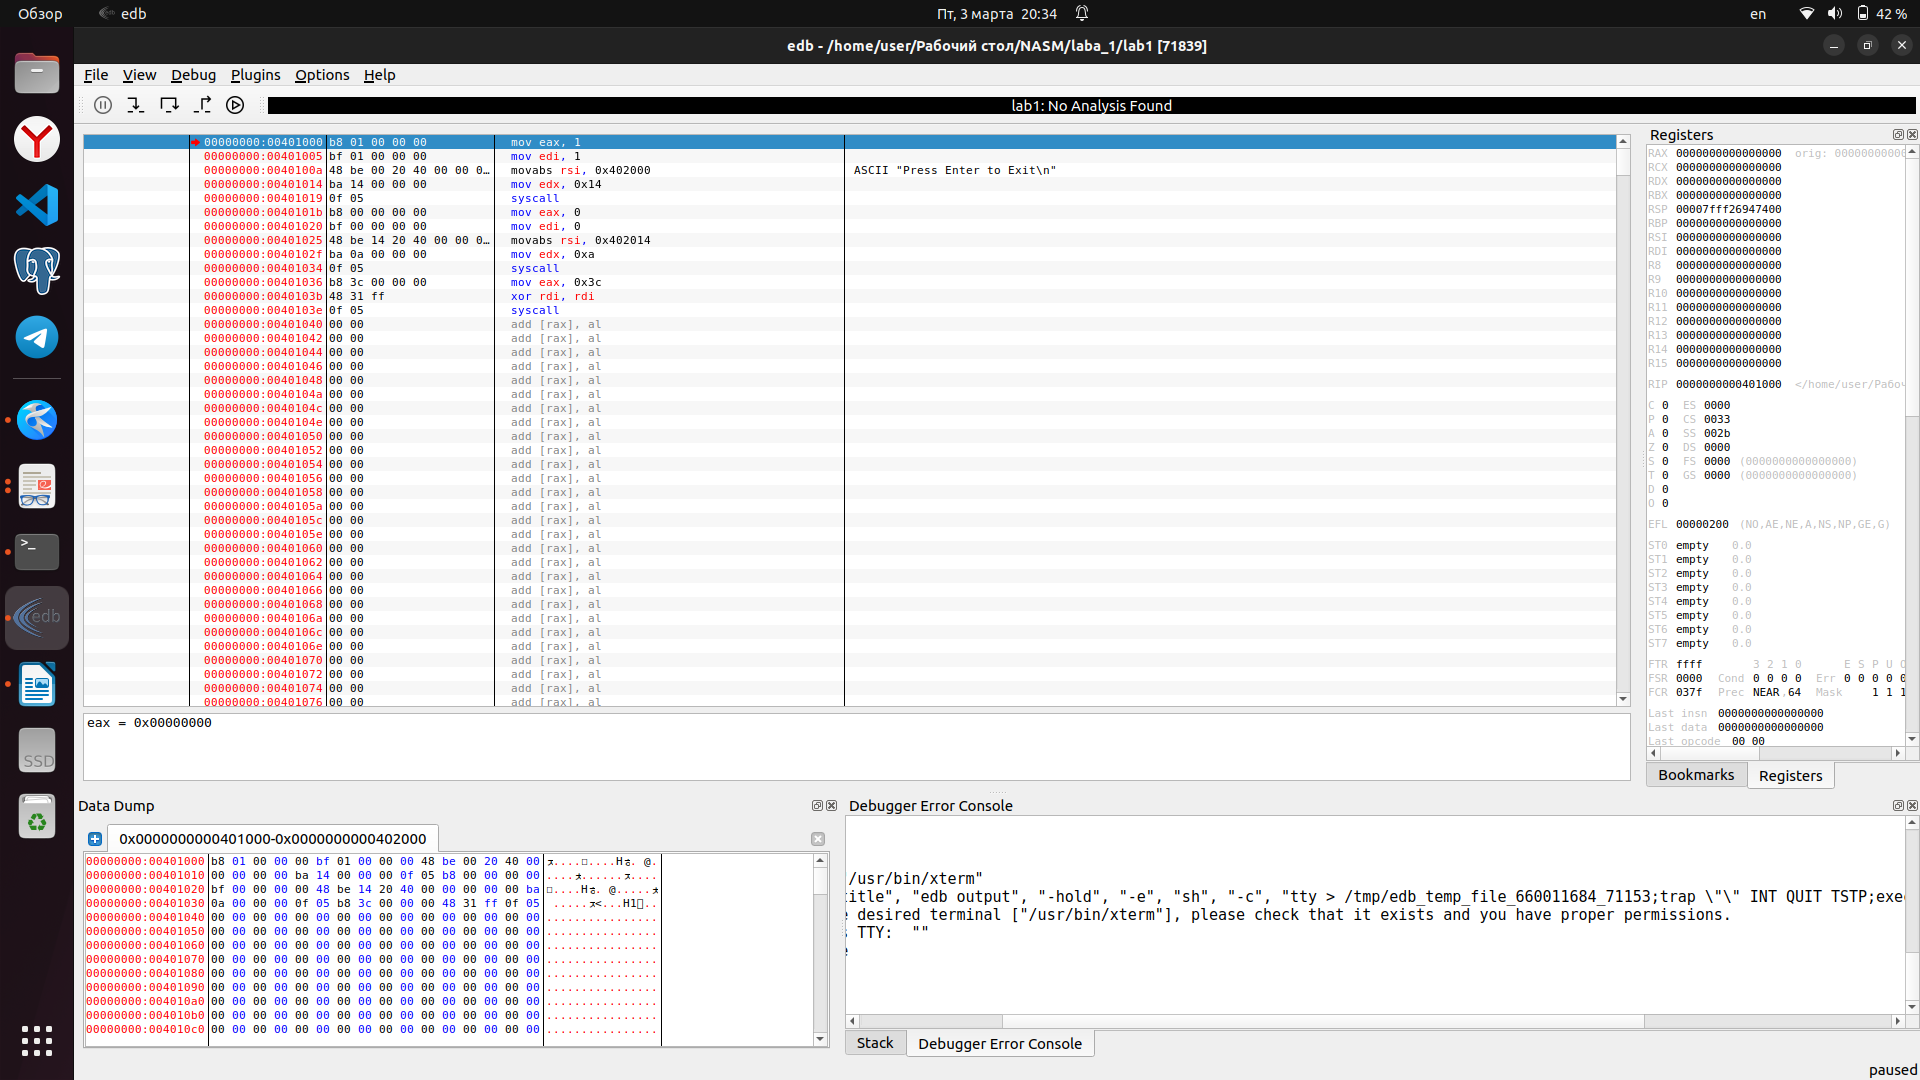 Обзор
edb
Пт, 3 марта 20:34
en
42 %
edb - /home/user/Рабочий стол/NASM/laba_1/lab1 [71839]
File View Debug Plugins Options Help
lab1: No Analysis Found
00000000:00401000 b8 01 00 00 00 mov eax, 1
00000000:00401005 bf 01 00 00 00 mov edi, 1
00000000:0040100a 48 be 00 20 40 00 00 0… movabs rsi, 0x402000 ASCII "Press Enter to Exit\n"
00000000:00401014 ba 14 00 00 00 mov edx, 0x14
00000000:00401019 0f 05 syscall
00000000:0040101b b8 00 00 00 00 mov eax, 0
00000000:00401020 bf 00 00 00 00 mov edi, 0
00000000:00401025 48 be 14 20 40 00 00 0… movabs rsi, 0x402014
00000000:0040102f ba 0a 00 00 00 mov edx, 0xa
00000000:00401034 0f 05 syscall
00000000:00401036 b8 3c 00 00 00 mov eax, 0x3c
00000000:0040103b 48 31 ff xor rdi, rdi
00000000:0040103e 0f 05 syscall
00000000:00401040 00 00 add [rax], al
00000000:00401042 00 00 add [rax], al
00000000:00401044 00 00 add [rax], al
00000000:00401046 00 00 add [rax], al
00000000:00401048 00 00 add [rax], al
00000000:0040104a 00 00 add [rax], al
00000000:0040104c 00 00 add [rax], al
00000000:0040104e 00 00 add [rax], al
00000000:00401050 00 00 add [rax], al
00000000:00401052 00 00 add [rax], al
00000000:00401054 00 00 add [rax], al
00000000:00401056 00 00 add [rax], al
00000000:00401058 00 00 add [rax], al
00000000:0040105a 00 00 add [rax], al
00000000:0040105c 00 00 add [rax], al
00000000:0040105e 00 00 add [rax], al
00000000:00401060 00 00 add [rax], al
00000000:00401062 00 00 add [rax], al
00000000:00401064 00 00 add [rax], al
00000000:00401066 00 00 add [rax], al
00000000:00401068 00 00 add [rax], al
00000000:0040106a 00 00 add [rax], al
00000000:0040106c 00 00 add [rax], al
00000000:0040106e 00 00 add [rax], al
00000000:00401070 00 00 add [rax], al
00000000:00401072 00 00 add [rax], al
00000000:00401074 00 00 add [rax], al
00000000:00401076 00 00 add [rax], al
eax = 0x00000000
Registers
RAX 0000000000000000 orig: 00000000000
RCX 0000000000000000
RDX 0000000000000000
RBX 0000000000000000
RSP 00007fff26947400
RBP 0000000000000000
RSI 0000000000000000
RDI 0000000000000000
R8 0000000000000000
R9 0000000000000000
R10 0000000000000000
R11 0000000000000000
R12 0000000000000000
R13 0000000000000000
R14 0000000000000000
R15 0000000000000000
RIP 0000000000401000 </home/user/Рабоч
C 0 ES 0000
P 0 CS 0033
A 0 SS 002b
Z 0 DS 0000
S 0 FS 0000 (0000000000000000)
T 0 GS 0000 (0000000000000000)
D 0
O 0
EFL 00000200 (NO,AE,NE,A,NS,NP,GE,G)
ST0 empty 0.0
ST1 empty 0.0
ST2 empty 0.0
ST3 empty 0.0
ST4 empty 0.0
ST5 empty 0.0
ST6 empty 0.0
ST7 empty 0.0
FTR ffff 3 2 1 0 E S P U O
FSR 0000 Cond 0 0 0 0 Err 0 0 0 0 0
FCR 037f Prec NEAR,64 Mask 1 1 1
Last insn 0000000000000000
Last data 0000000000000000
Last opcode 00 00
Bookmarks Registers
Data Dump
0x0000000000401000-0x0000000000402000
00000000:00401000 b8 01 00 00 00 bf 01 00 00 00 48 be 00 20 40 00
00000000:00401010 00 00 00 00 ba 14 00 00 00 0f 05 b8 00 00 00 00
00000000:00401020 bf 00 00 00 00 48 be 14 20 40 00 00 00 00 00 ba
00000000:00401030 0a 00 00 00 0f 05 b8 3c 00 00 00 48 31 ff 0f 05
00000000:00401040 00 00 00 00 00 00 00 00 00 00 00 00 00 00 00 00 ................
00000000:00401050 00 00 00 00 00 00 00 00 00 00 00 00 00 00 00 00 ................
00000000:00401060 00 00 00 00 00 00 00 00 00 00 00 00 00 00 00 00 ................
00000000:00401070 00 00 00 00 00 00 00 00 00 00 00 00 00 00 00 00 ................
00000000:00401080 00 00 00 00 00 00 00 00 00 00 00 00 00 00 00 00 ................
00000000:00401090 00 00 00 00 00 00 00 00 00 00 00 00 00 00 00 00 ................
00000000:004010a0 00 00 00 00 00 00 00 00 00 00 00 00 00 00 00 00 ................
00000000:004010b0 00 00 00 00 00 00 00 00 00 00 00 00 00 00 00 00 ................
00000000:004010c0 00 00 00 00 00 00 00 00 00 00 00 00 00 00 00 00 ................
Debugger Error Console
/usr/bin/xterm"
title", "edb output", "-hold", "-e", "sh", "-c", "tty > /tmp/edb_temp_file_660011684_71153;trap \"\" INT QUIT TSTP;exe
e desired terminal ["/usr/bin/xterm"], please check that it exists and you have proper permissions.
TTY: ""
Stack Debugger Error Console
paused
edb
SSD